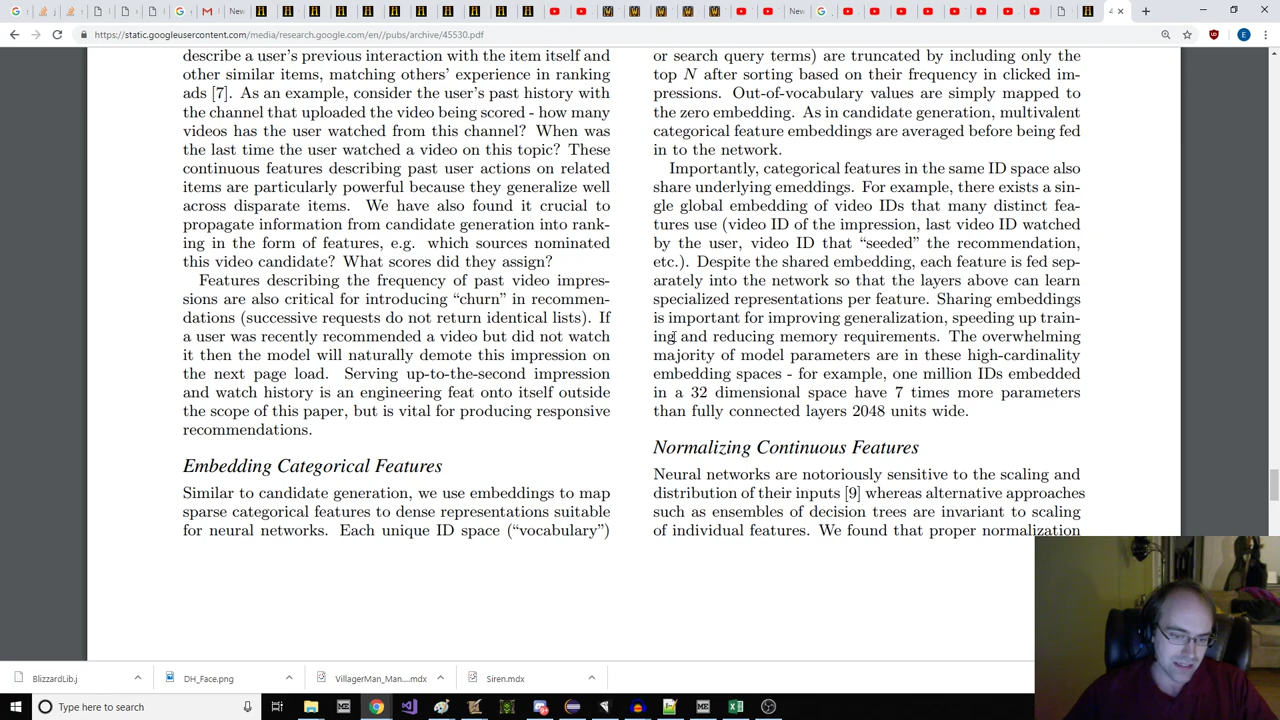 https://static.googleusercontent.com/media/research.google.com/en//pubs/archive/45530.pdf
describe a user's previous interaction with the item itself and
other similar items, matching others' experience in ranking
ads [7]. As an example, consider the user's past history with
the channel that uploaded the video being scored - how many
videos has the user watched from this channel? When was
the last time the user watched a video on this topic? These
continuous features describing past user actions on related
items are particularly powerful because they generalize well
across disparate items. We have also found it crucial to
propagate information from candidate generation into rank-
ing in the form of features, e.g. which sources nominated
this video candidate? What scores did they assign?
Features describing the frequency of past video impres-
sions are also critical for introducing “churn” in recommen-
dations (successive requests do not return identical lists). If
a user was recently recommended a video but did not watch
it then the model will naturally demote this impression on
the next page load. Serving up-to-the-second impression
and watch history is an engineering feat onto itself outside
the scope of this paper, but is vital for producing responsive
recommendations.
Embedding Categorical Features
Similar to candidate generation, we use embeddings to map
sparse categorical features to dense representations suitable
for neural networks. Each unique ID space (“vocabulary”)
or search query terms) are truncated by including only the
top N after sorting based on their frequency in clicked im-
pressions. Out-of-vocabulary values are simply mapped to
the zero embedding. As in candidate generation, multivalent
categorical feature embeddings are averaged before being fed
in to the network.
Importantly, categorical features in the same ID space also
share underlying emeddings. For example, there exists a sin-
gle global embedding of video IDs that many distinct fea-
tures use (video ID of the impression, last video ID watched
by the user, video ID that “seeded” the recommendation,
etc.). Despite the shared embedding, each feature is fed sep-
arately into the network so that the layers above can learn
specialized representations per feature. Sharing embeddings
is important for improving generalization, speeding up train-
ing and reducing memory requirements. The overwhelming
majority of model parameters are in these high-cardinality
embedding spaces - for example, one million IDs embedded
in a 32 dimensional space have 7 times more parameters
than fully connected layers 2048 units wide.
Normalizing Continuous Features
Neural networks are notoriously sensitive to the scaling and
distribution of their inputs [9] whereas alternative approaches
such as ensembles of decision trees are invariant to scaling
of individual features. We found that proper normalization
BlizzardLib.j
DH_Face.png
VillagerMan_Man....mdx
Siren.mdx
Type here to search